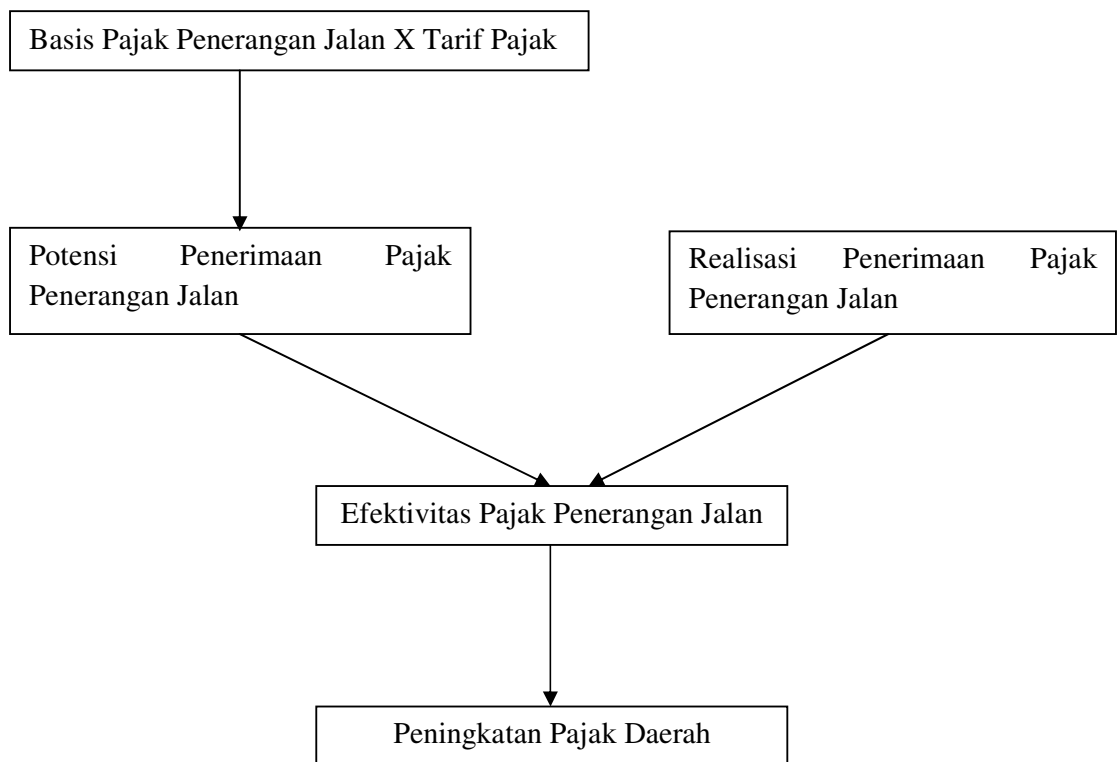 Basis Pajak Penerangan Jalan X Tarif Pajak
Potensi Penerimaan Pajak
Penerangan Jalan
Realisasi Penerimaan Pajak
Penerangan Jalan
Efektivitas Pajak Penerangan Jalan
Peningkatan Pajak Daerah